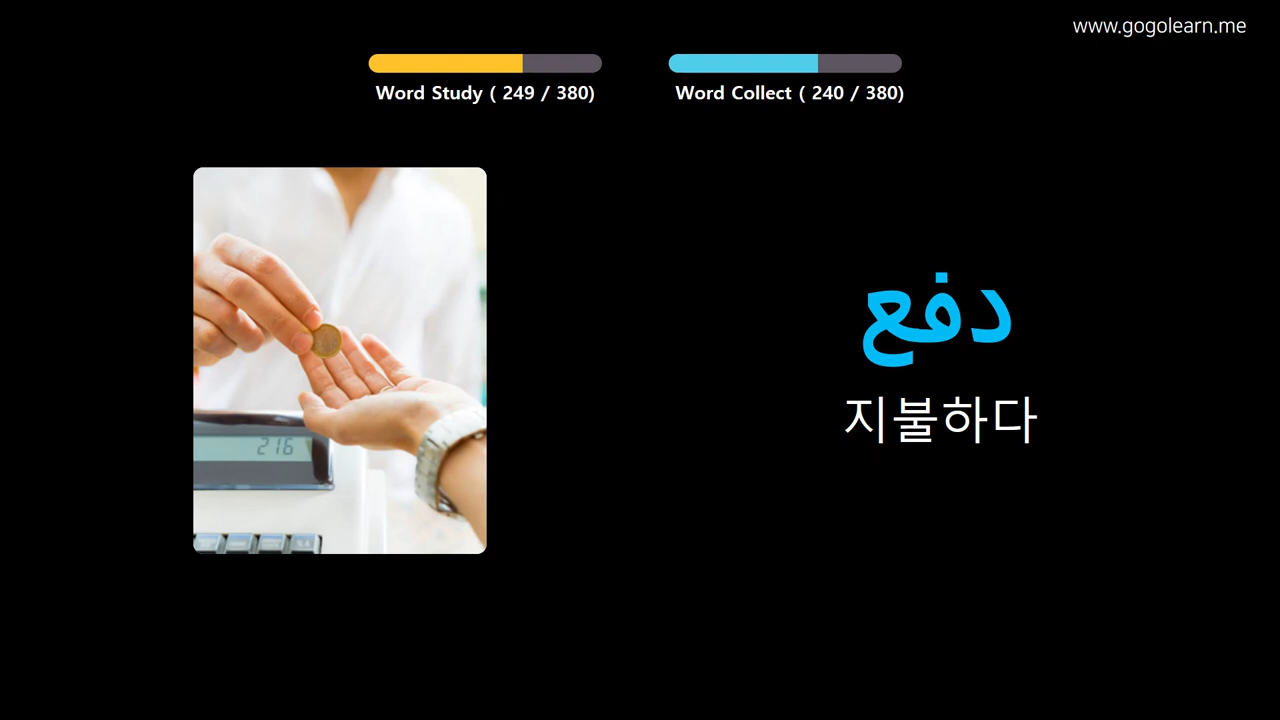 www.gogolearn.me
Word Study ( 249 / 380)
Word Collect ( 240 / 380)
216
دفع
지불하다